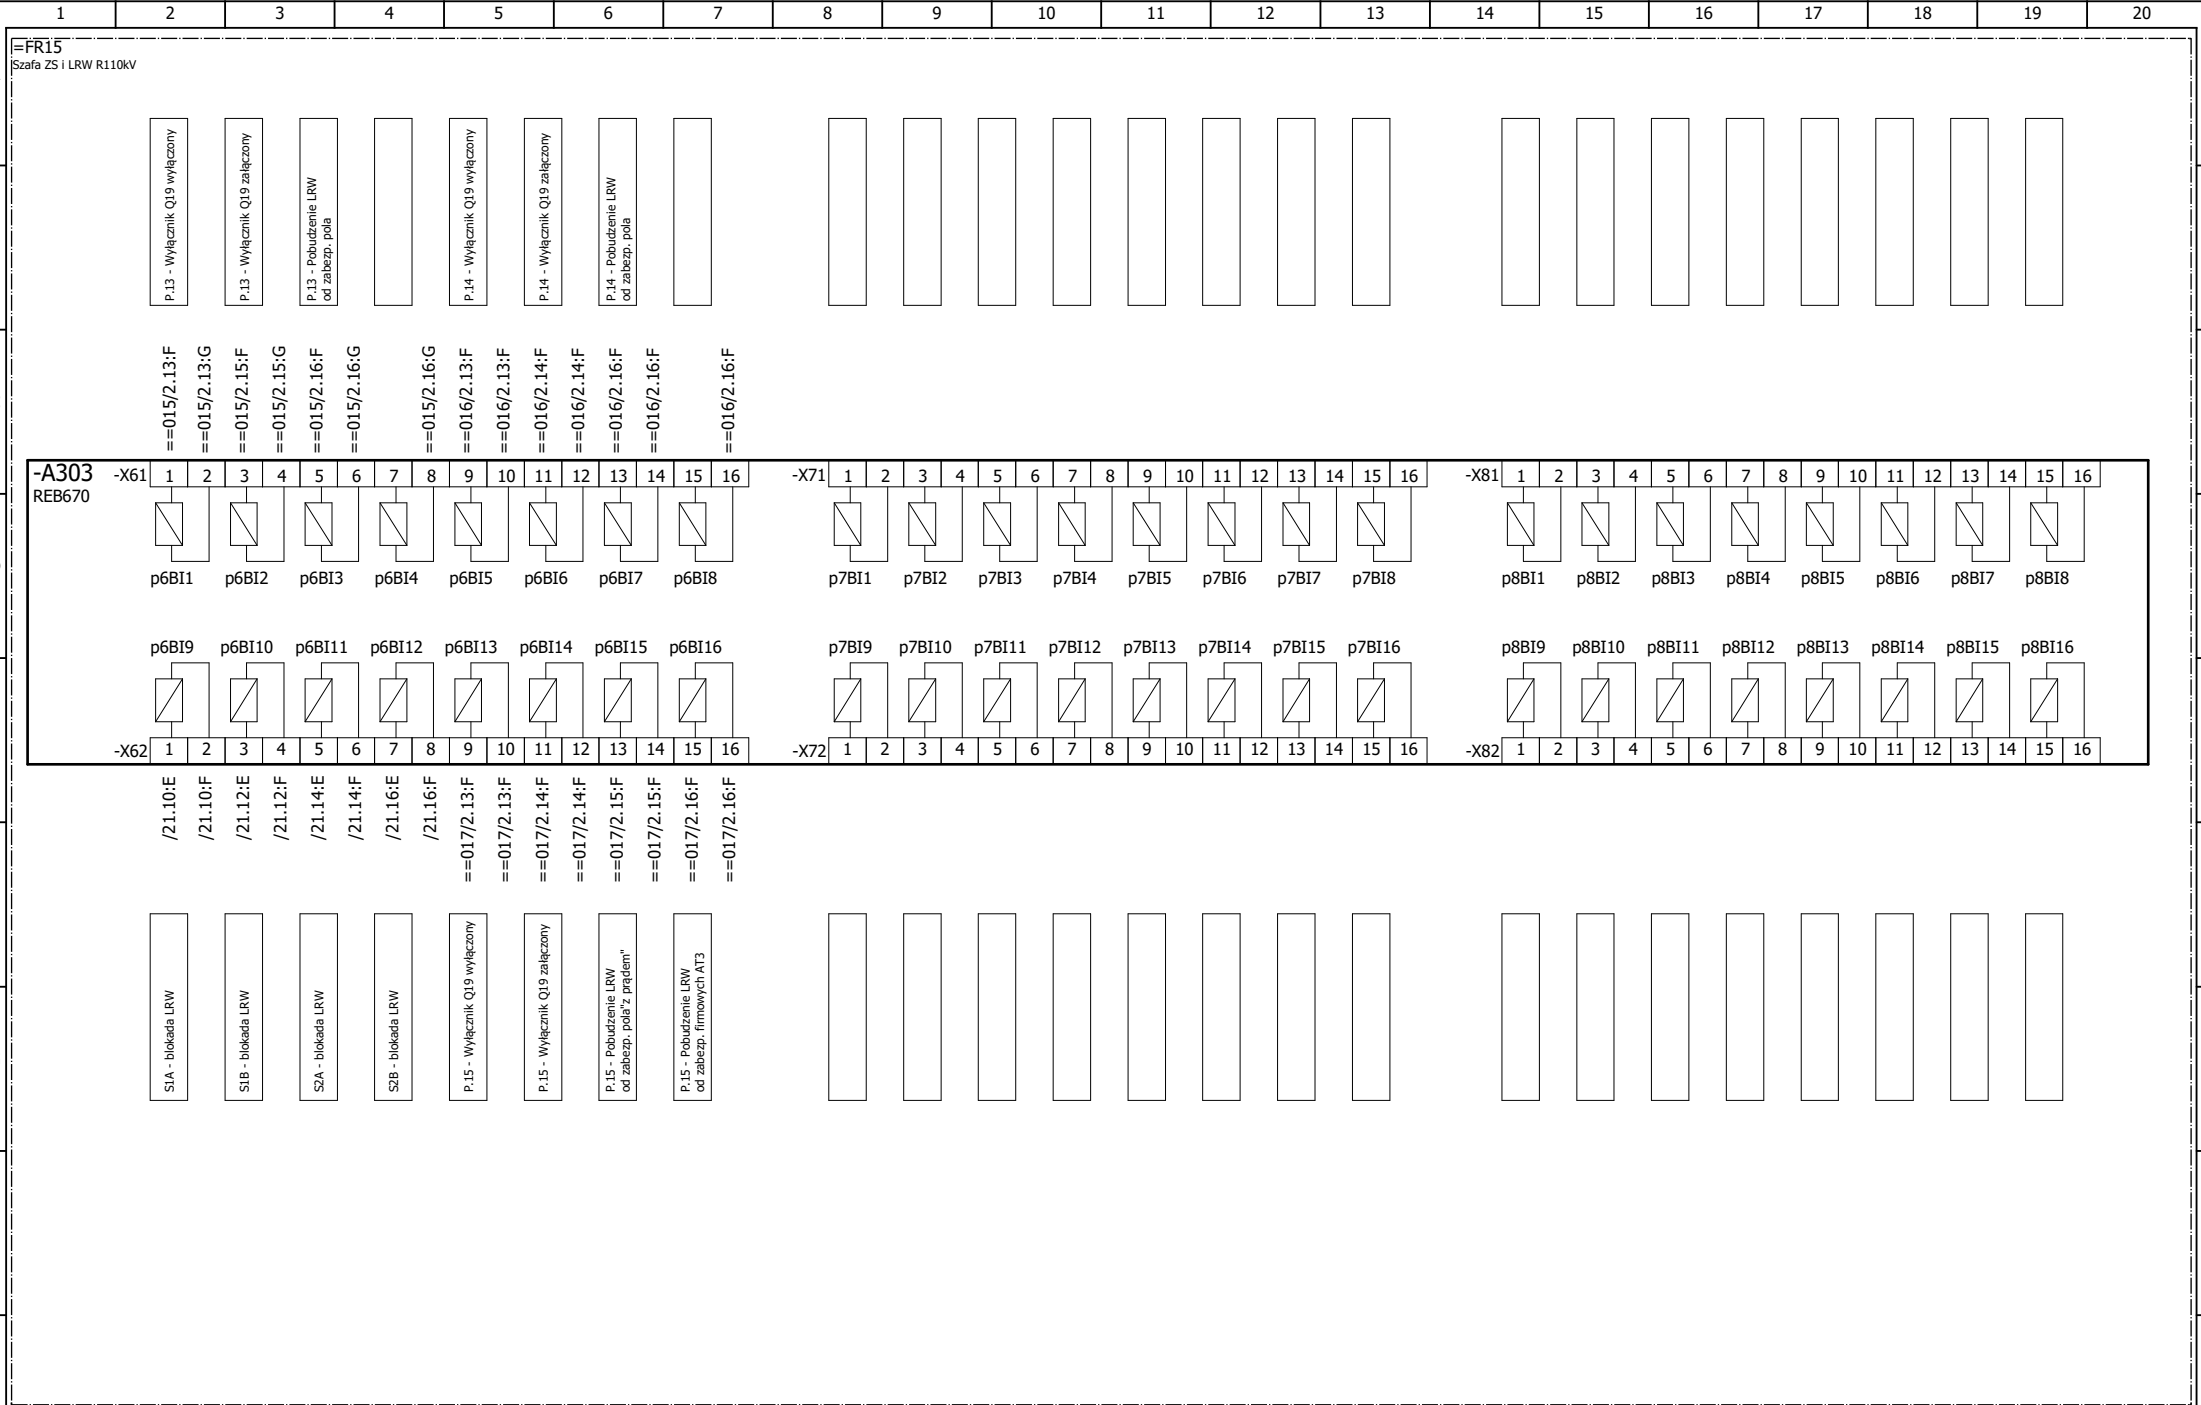 1 2 3 4 5 6 7 8 9 10 11 12 13 14 15 16 17 18 19 20
=FR15
Szafa ZS i LRW R110kV
P.13 - Wyłącznik Q19 wyłączony
P.13 - Wyłącznik Q19 załączony
P.13 - Pobudzenie LRW
od zabezp. pola
P.14 - Wyłącznik Q19 wyłączony
P.14 - Wyłącznik Q19 załączony
P.14 - Pobudzenie LRW
od zabezp. pola
==015/2.13:F
==015/2.13:G
==015/2.15:F
==015/2.15:G
==015/2.16:F
==015/2.16:G
==015/2.16:G
==016/2.13:F
==016/2.13:F
==016/2.14:F
==016/2.14:F
==016/2.16:F
==016/2.16:F
==016/2.16:F
-A303
REB670
-X61 1 2 3 4 5 6 7 8 9 10 11 12 13 14 15 16
-X71 1 2 3 4 5 6 7 8 9 10 11 12 13 14 15 16
-X81 1 2 3 4 5 6 7 8 9 10 11 12 13 14 15 16
p6BI1 p6BI2 p6BI3 p6BI4 p6BI5 p6BI6 p6BI7 p6BI8
p7BI1 p7BI2 p7BI3 p7BI4 p7BI5 p7BI6 p7BI7 p7BI8
p8BI1 p8BI2 p8BI3 p8BI4 p8BI5 p8BI6 p8BI7 p8BI8
p6BI9 p6BI10 p6BI11 p6BI12 p6BI13 p6BI14 p6BI15 p6BI16
p7BI9 p7BI10 p7BI11 p7BI12 p7BI13 p7BI14 p7BI15 p7BI16
p8BI9 p8BI10 p8BI11 p8BI12 p8BI13 p8BI14 p8BI15 p8BI16
-X62 1 2 3 4 5 6 7 8 9 10 11 12 13 14 15 16
-X72 1 2 3 4 5 6 7 8 9 10 11 12 13 14 15 16
-X82 1 2 3 4 5 6 7 8 9 10 11 12 13 14 15 16
/21.10:E
/21.10:F
/21.12:E
/21.12:F
/21.14:E
/21.14:F
/21.16:E
/21.16:F
==017/2.13:F
==017/2.13:F
==017/2.14:F
==017/2.14:F
==017/2.15:F
==017/2.15:F
==017/2.16:F
==017/2.16:F
S1A - blokada LRW
S1B - blokada LRW
S2A - blokada LRW
S2B - blokada LRW
P.15 - Wyłącznik Q19 wyłączony
P.15 - Wyłącznik Q19 załączony
P.15 - Pobudzenie LRW
od zabezp. pola"z prądem"
P.15 - Pobudzenie LRW
od zabezp. firmowych AT3